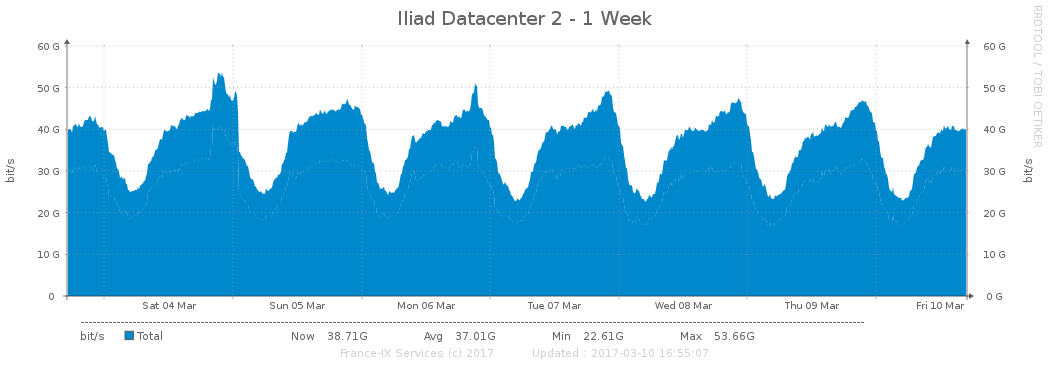 Iliad Datacenter 2 - 1 Week
RRDTOOL / TOBI OETIKER
60 G 60 G
50 G 50 G
40 G 40 G
30 G 30 G
20 G 20 G
10 G 10 G
0 0 G
bit/s bit/s
Sat 04 Mar Sun 05 Mar Mon 06 Mar Tue 07 Mar Wed 08 Mar Thu 09 Mar Fri 10 Mar
bit/s Total Now 38.71G Avg 37.01G Min 22.61G Max 53.66G
France-IX Services (c) 2017 Updated : 2017-03-10 16:55:07